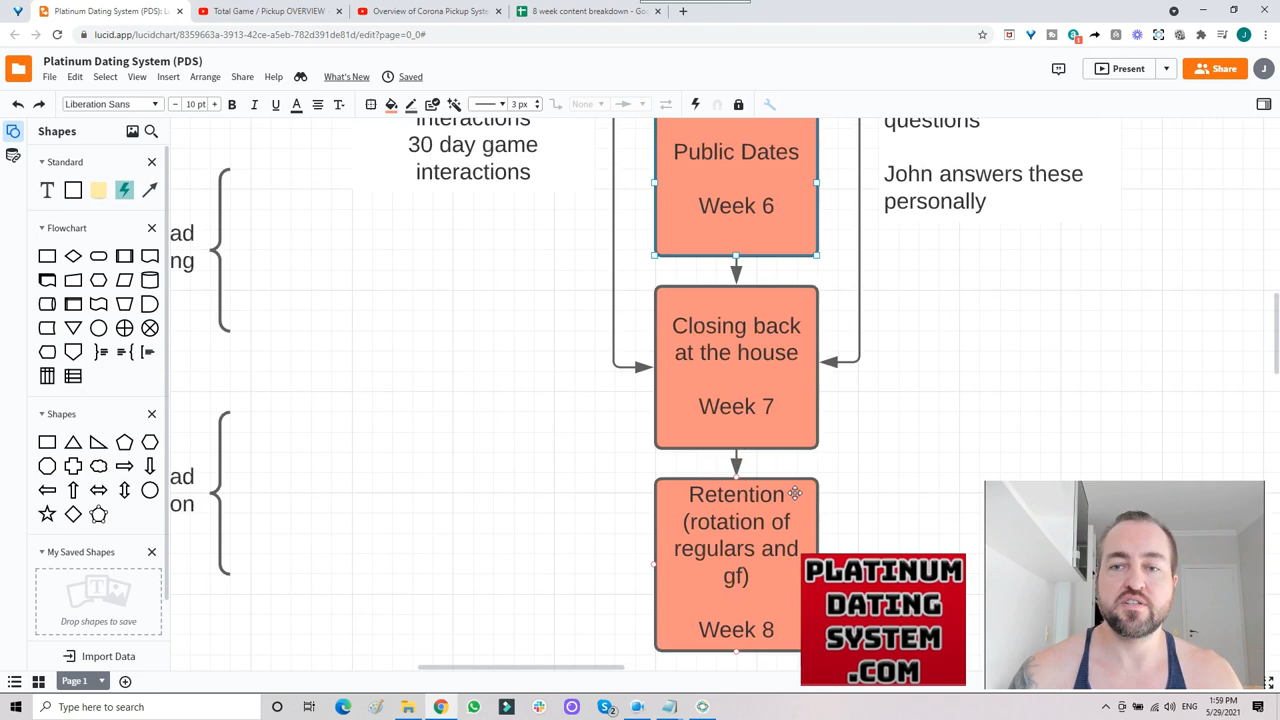 Platinum Dating System (PDS): L
Total Game / Pickup OVERVIEW -
Overview of Corona Pickup Syst
8 week content breakdown - Goo
lucid.app/lucidchart/8359663a-3913-42ce-a5eb-782d391de81d/edit?page=0_0#
Platinum Dating System (PDS)
File Edit Select View Insert Arrange Share Help What's New Saved
Present
Share
J
Liberation Sans
10 pt
B I U A T
3 px
None
Shapes
Standard
Flowchart
Shapes
My Saved Shapes
Drop shapes to save
Import Data
interactions
30 day game
interactions
ad
ng
ad
on
Public Dates
Week 6
questions
John answers these
personally
Closing back
at the house
Week 7
Retention
(rotation of
regulars and
gf)
Week 8
PLATINUM
DATING
SYSTEM
.COM
Page 1
Type here to search
1:59 PM
5/29/2021